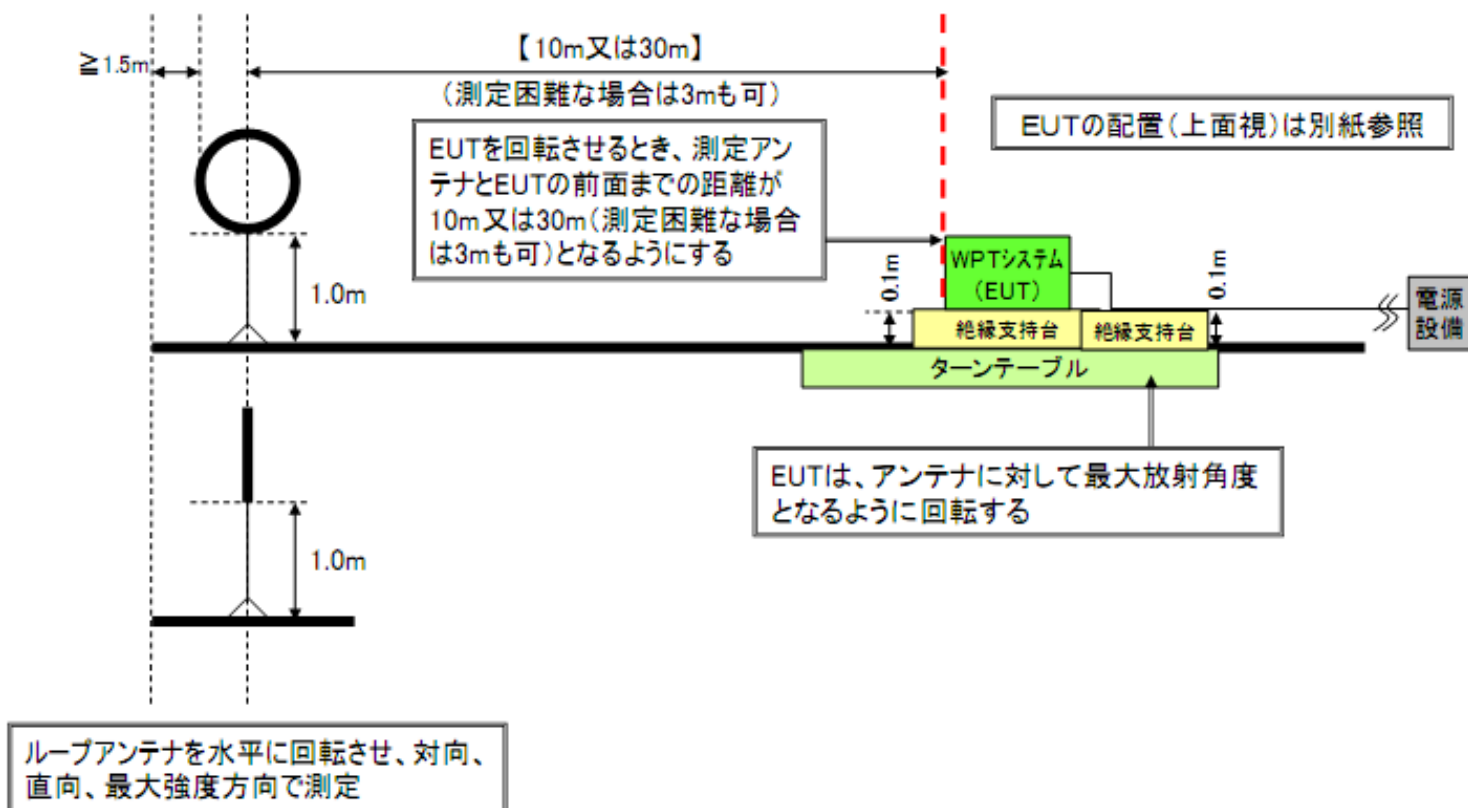 【10m又は30m】
≧1.5m
(測定困難な場合は3mも可)
EUTの配置(上面視)は別紙参照
EUTを回転させるとき、測定アン
テナとEUTの前面までの距離が
10m又は30m(測定困難な場合
は3mも可)となるようにする
1.0m
WPTシステム
(EUT)
0.1m
0.1m
絶縁支持台
絶縁支持台
電源
設備
ターンテーブル
EUTは、アンテナに対して最大放射角度
となるように回転する
1.0m
ループアンテナを水平に回転させ、対向、
直向、最大強度方向で測定